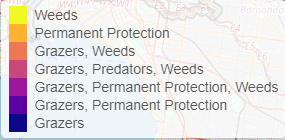 Weeds
Permanent Protection
Grazers, Weeds
Grazers, Predators, Weeds
Grazers, Permanent Protection, Weeds
Grazers, Permanent Protection
Grazers